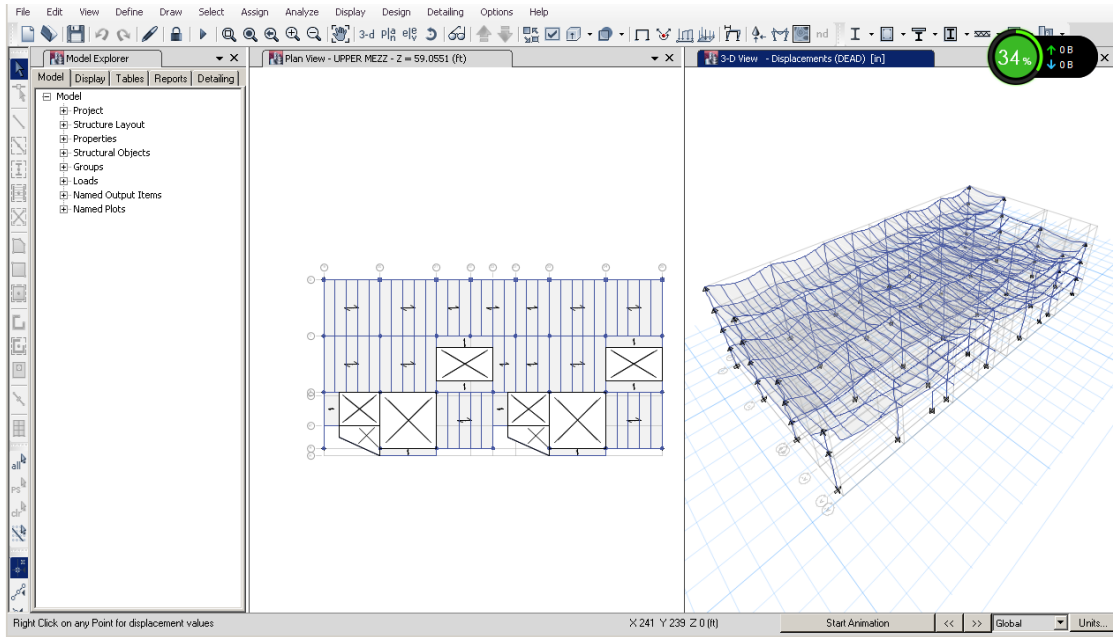 File Edit View Define Draw Select Assign Analyze Display Design Detailing Options Help
3-d nd
Model Explorer
Plan View - UPPER MEZZ - Z = 59.0551 (ft)
3-D View - Displacements (DEAD) [in]
34%
↑ 0 B
↓ 0 B
Model Display Tables Reports Detailing
Model
Project
Structure Layout
Properties
Structural Objects
Groups
Loads
Named Output Items
Named Plots
all
ps
clr
Right Click on any Point for displacement values
X 241 Y 239 Z 0 (ft)
Start Animation
<< >>
Global
Units...